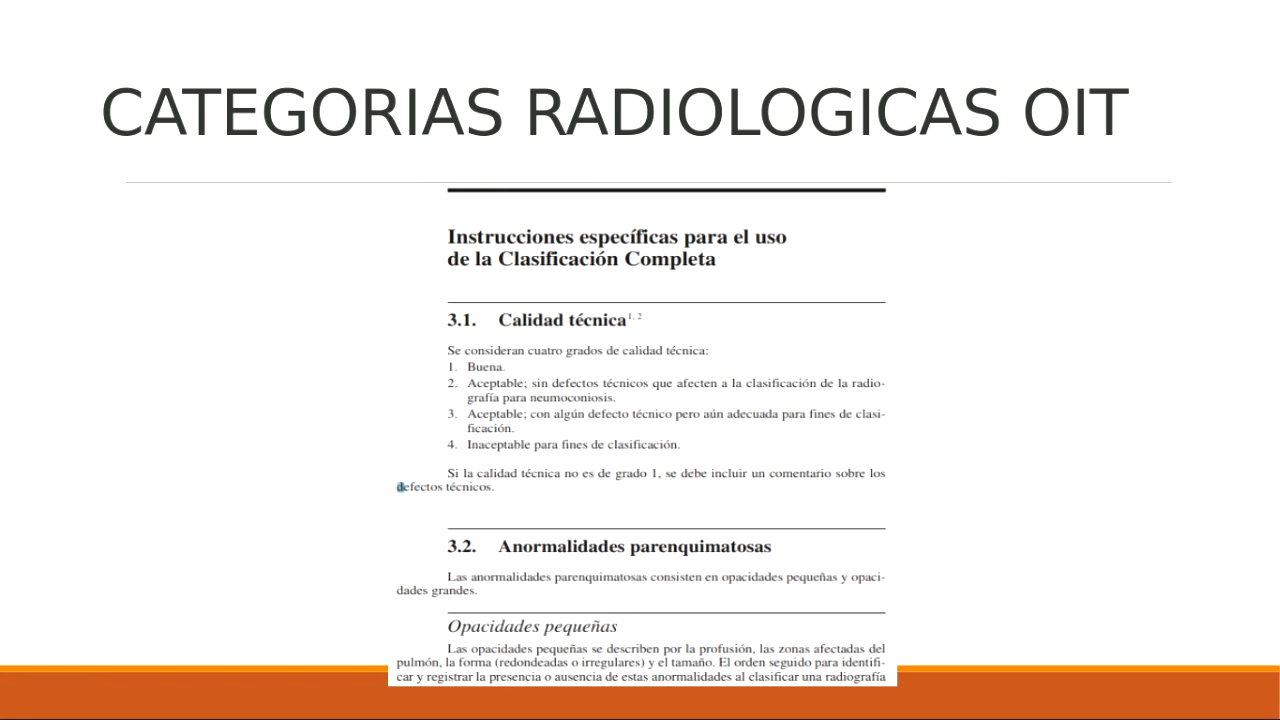 CATEGORIAS RADIOLOGICAS OIT
Instrucciones específicas para el uso
de la Clasificación Completa
3.1. Calidad técnica 1, 2
Se consideran cuatro grados de calidad técnica:
1. Buena.
2. Aceptable; sin defectos técnicos que afecten a la clasificación de la radio-
grafía para neumoconiosis.
3. Aceptable; con algún defecto técnico pero aún adecuada para fines de clasi-
ficación.
4. Inaceptable para fines de clasificación.
Si la calidad técnica no es de grado 1, se debe incluir un comentario sobre los
defectos técnicos.
3.2. Anormalidades parenquimatosas
Las anormalidades parenquimatosas consisten en opacidades pequeñas y opaci-
dades grandes.
Opacidades pequeñas
Las opacidades pequeñas se describen por la profusión, las zonas afectadas del
pulmón, la forma (redondeadas o irregulares) y el tamaño. El orden seguido para identifi-
car y registrar la presencia o ausencia de estas anormalidades al clasificar una radiografía